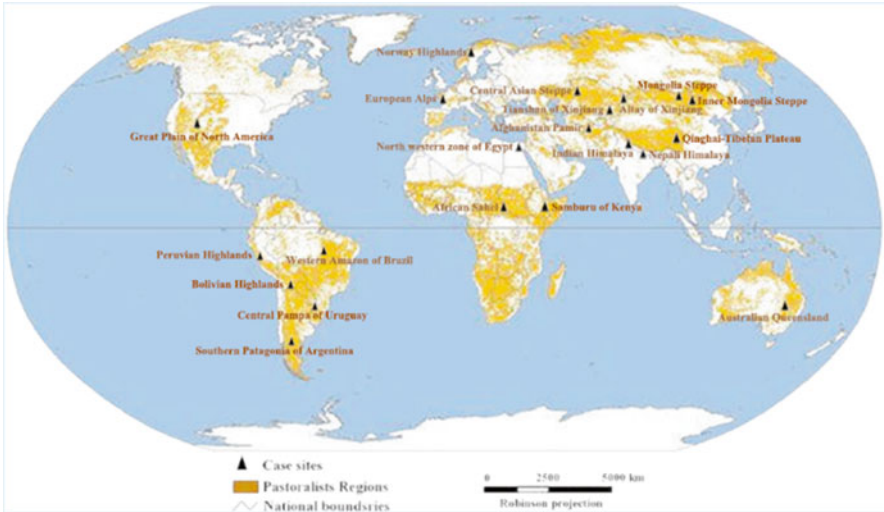 Norway Highlands
Central Asian Steppe
Mongolia Steppe
European Alps
Inner Mongolia Steppe
Tianshan of Xinjiang
Altay of Xinjiang
Great Plain of North America
Afghanistan Pamir
Qinghai-Tibetan Plateau
North western zone of Egypt
Indian Himalaya
Nepali Himalaya
African Sahel
Samburu of Kenya
Peruvian Highlands
Western Amazon of Brazil
Bolivian Highlands
Central Pampa of Uruguay
Australian Queensland
Southern Patagonia of Argentina
Case sites
Pastoralists Regions
National boundsries
0 2500 5000 km
Robinson projection